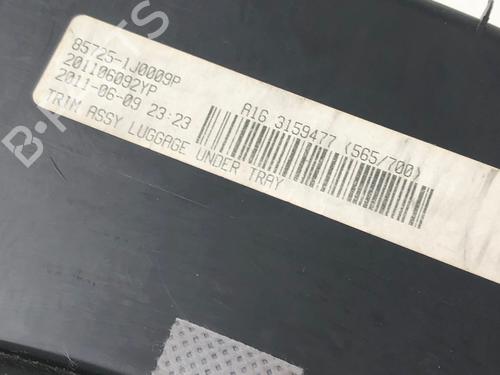 85725-1J0009P
201106092YP
2011-06-09 23:23
TRIM ASSY LUGGAGE UNDER TRAY
A16 3159477 (565/700)
B-PARTS